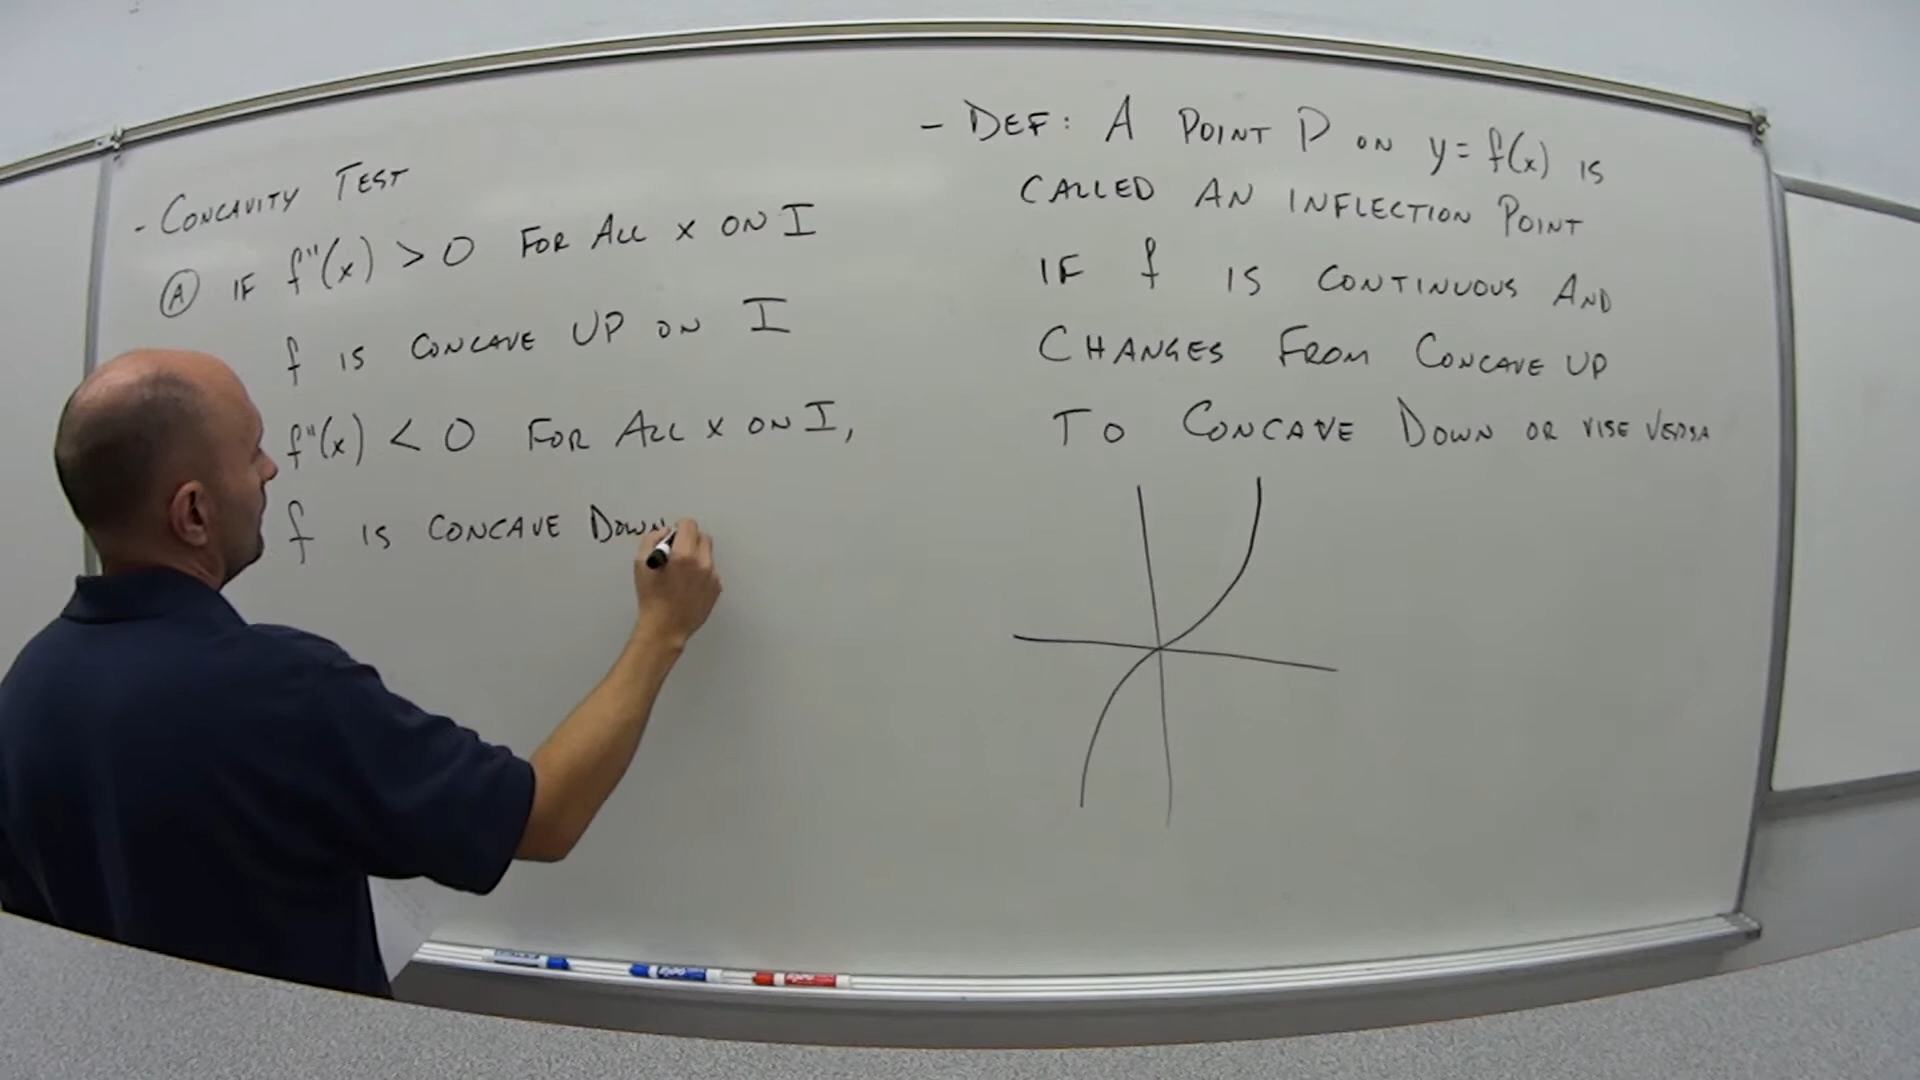 - CONCAVITY TEST
Ⓐ IF f"(x) > 0 FOR ALL x ON I
f IS CONCAVE UP ON I
f"(x) < 0 FOR ALL x ON I,
f IS CONCAVE DOWN
- DEF: A POINT P ON y = f(x) IS
CALLED AN INFLECTION POINT
IF f IS CONTINUOUS AND
CHANGES FROM CONCAVE UP
TO CONCAVE DOWN OR VISE VERSA